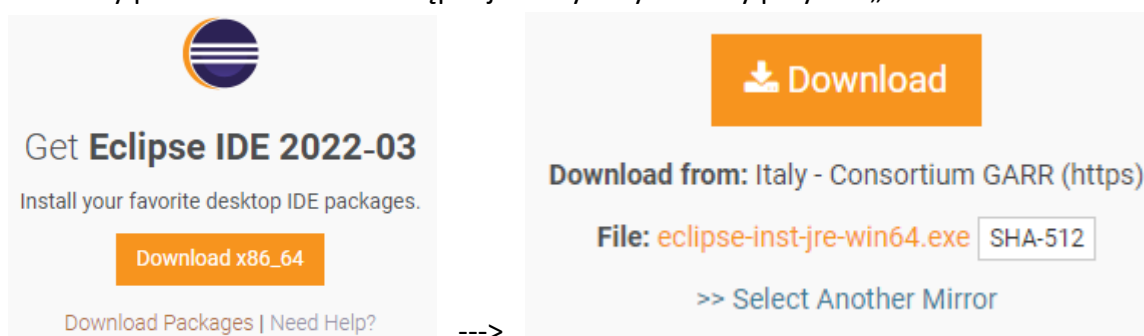 Get Eclipse IDE 2022-03
Install your favorite desktop IDE packages.
Download x86_64
Download Packages | Need Help?
--->
Download
Download from: Italy - Consortium GARR (https)
File: eclipse-inst-jre-win64.exe SHA-512
>> Select Another Mirror